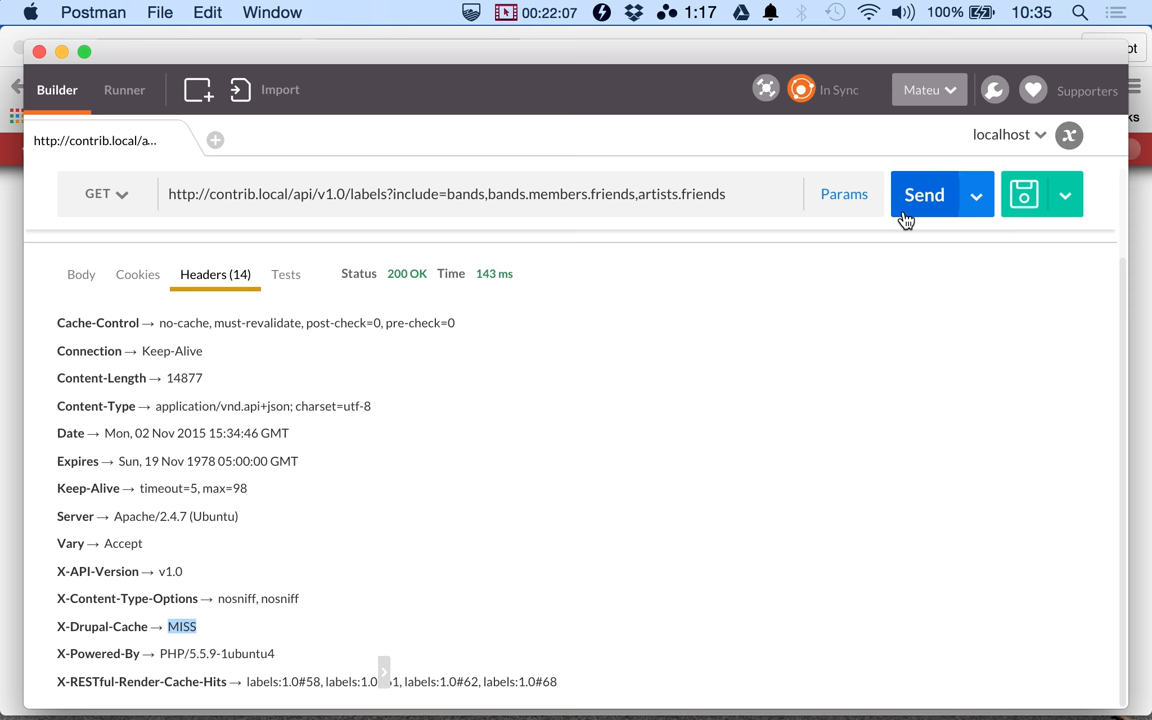 Postman File Edit Window 00:22:07 1:17 100% 10:35
ot
Builder Runner Import In Sync Mateu Supporters
ks
http://contrib.local/a... localhost x
GET http://contrib.local/api/v1.0/labels?include=bands,bands.members.friends,artists.friends Params Send
Body Cookies Headers (14) Tests Status 200 OK Time 143 ms
Cache-Control → no-cache, must-revalidate, post-check=0, pre-check=0
Connection → Keep-Alive
Content-Length → 14877
Content-Type → application/vnd.api+json; charset=utf-8
Date → Mon, 02 Nov 2015 15:34:46 GMT
Expires → Sun, 19 Nov 1978 05:00:00 GMT
Keep-Alive → timeout=5, max=98
Server → Apache/2.4.7 (Ubuntu)
Vary → Accept
X-API-Version → v1.0
X-Content-Type-Options → nosniff, nosniff
X-Drupal-Cache → MISS
X-Powered-By → PHP/5.5.9-1ubuntu4
X-RESTful-Render-Cache-Hits → labels:1.0#58, labels:1.0 1, labels:1.0#62, labels:1.0#68